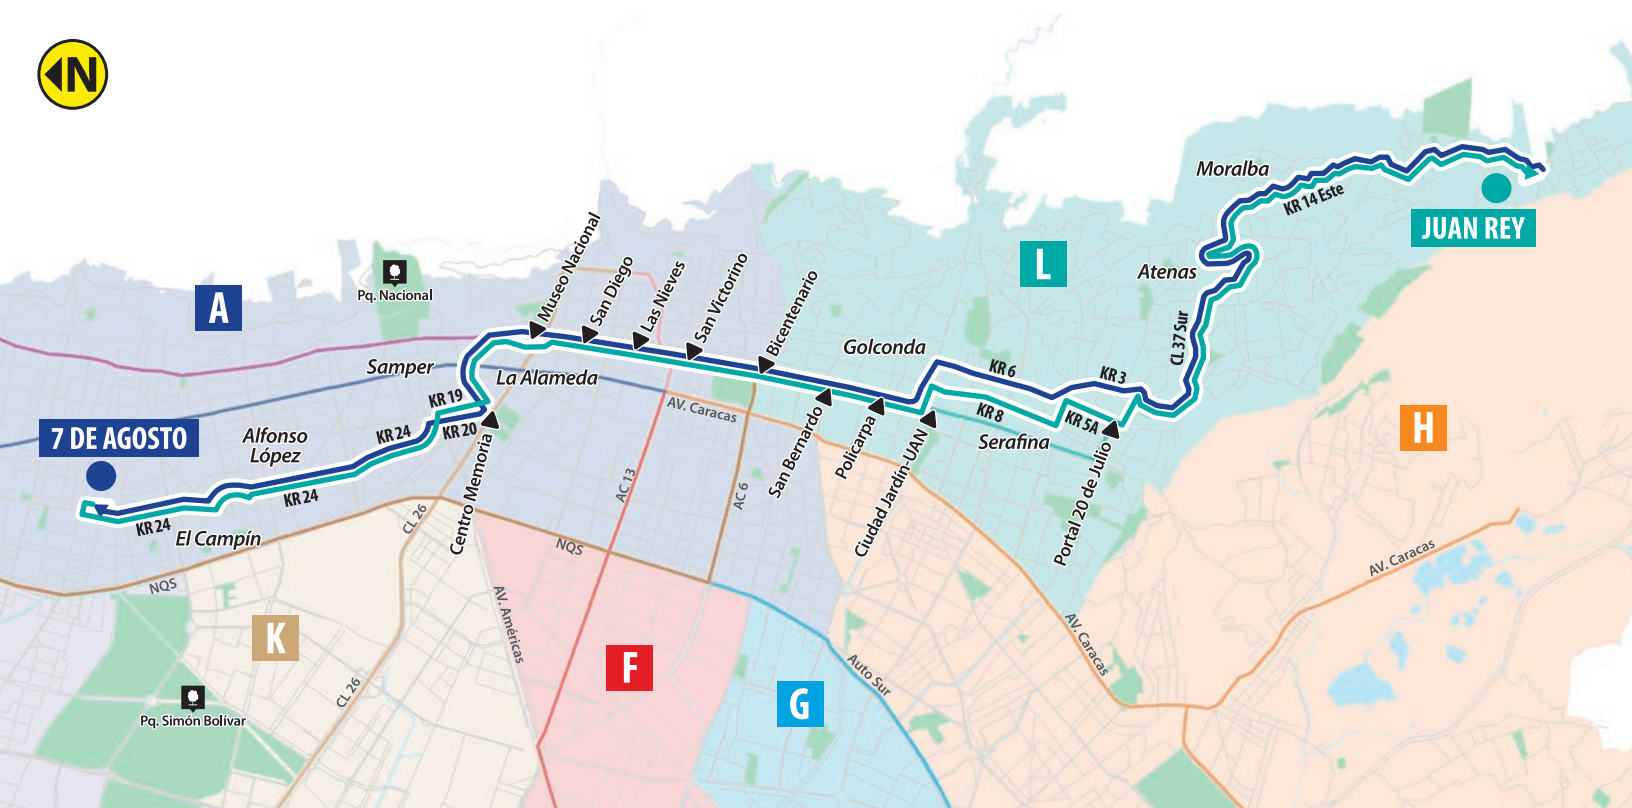 N
Moralba
KR 14 Este
JUAN REY
Museo Nacional
San Diego
Las Nieves
San Victorino
Bicentenario
L
Atenas
Pq. Nacional
A
CL 37 Sur
Golconda
Samper
La Alameda
KR 6
KR 3
KR 19
AV. Caracas
KR 8
KR 5A
H
7 DE AGOSTO
Alfonso
López
KR 24
KR 20
Serafina
San Bernardo
Policarpa
Ciudad Jardín-UAN
Portal 20 de Julio
Centro Memoria
AC 13
AC 6
KR 24
KR 24
El Campín
CL 26
NQS
NQS
AV. Caracas
AV. Américas
AV. Caracas
K
F
G
Auto Sur
CL 26
Pq. Simón Bolívar